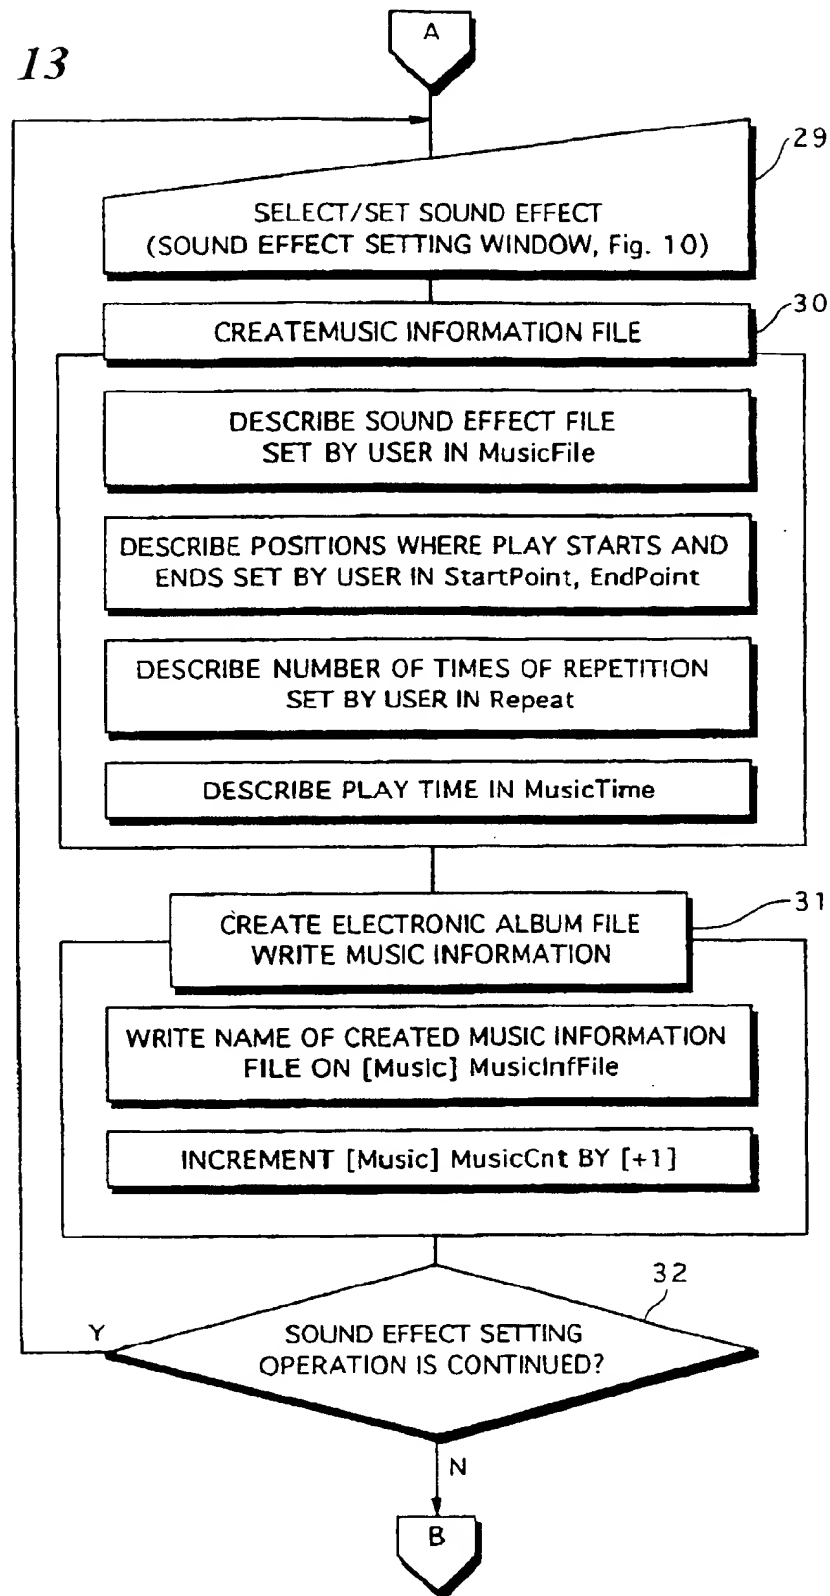 A
13
29
SELECT/SET SOUND EFFECT
(SOUND EFFECT SETTING WINDOW, Fig. 10)
30
CREATEMUSIC INFORMATION FILE
DESCRIBE SOUND EFFECT FILE
SET BY USER IN MusicFile
DESCRIBE POSITIONS WHERE PLAY STARTS AND
ENDS SET BY USER IN StartPoint, EndPoint
DESCRIBE NUMBER OF TIMES OF REPETITION
SET BY USER IN Repeat
DESCRIBE PLAY TIME IN MusicTime
31
CREATE ELECTRONIC ALBUM FILE
WRITE MUSIC INFORMATION
WRITE NAME OF CREATED MUSIC INFORMATION
FILE ON [Music] MusicInfFile
INCREMENT [Music] MusicCnt BY [+1]
32
Y
SOUND EFFECT SETTING
OPERATION IS CONTINUED?
N
B